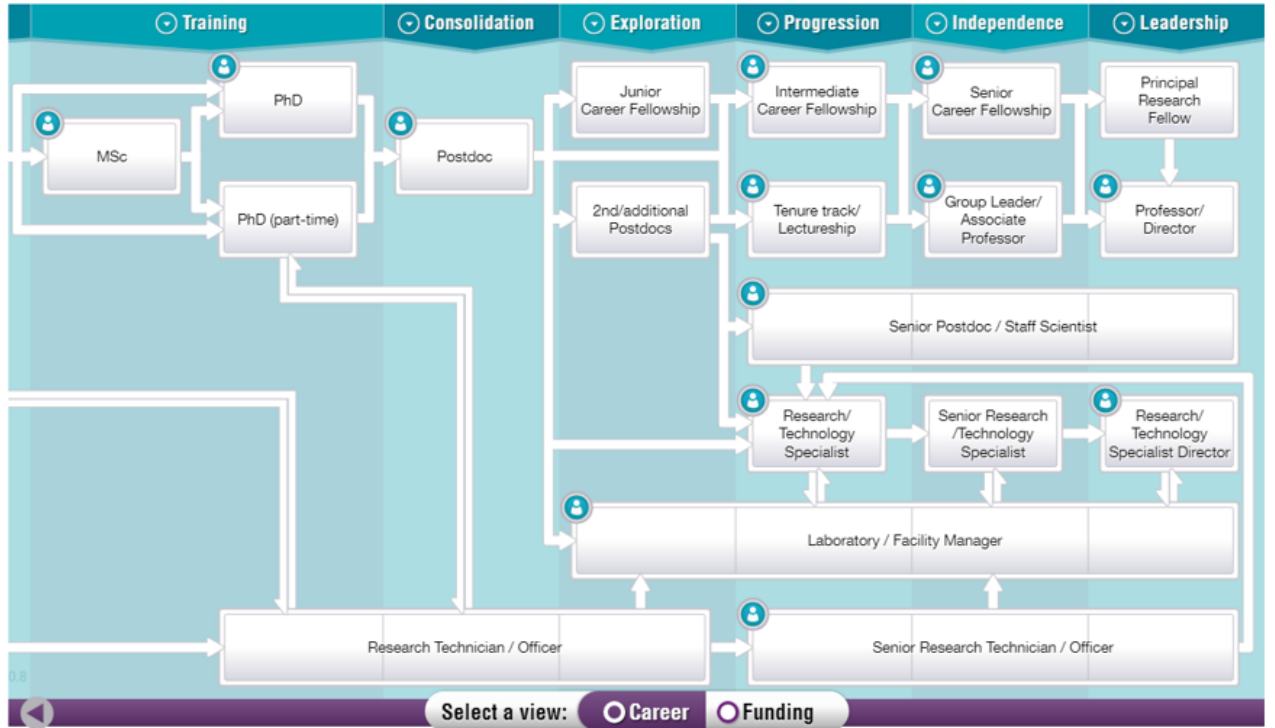 Training
Consolidation
Exploration
Progression
Independence
Leadership
PhD
MSc
PhD (part-time)
Postdoc
Junior
Career Fellowship
2nd/additional
Postdocs
Intermediate
Career Fellowship
Tenure track/
Lectureship
Senior
Career Fellowship
Group Leader/
Associate
Professor
Principal
Research
Fellow
Professor/
Director
Senior Postdoc / Staff Scientist
Research/
Technology
Specialist
Senior Research
/Technology
Specialist
Research/
Technology
Specialist Director
Laboratory / Facility Manager
Research Technician / Officer
Senior Research Technician / Officer
0.8
Select a view:
Career
Funding